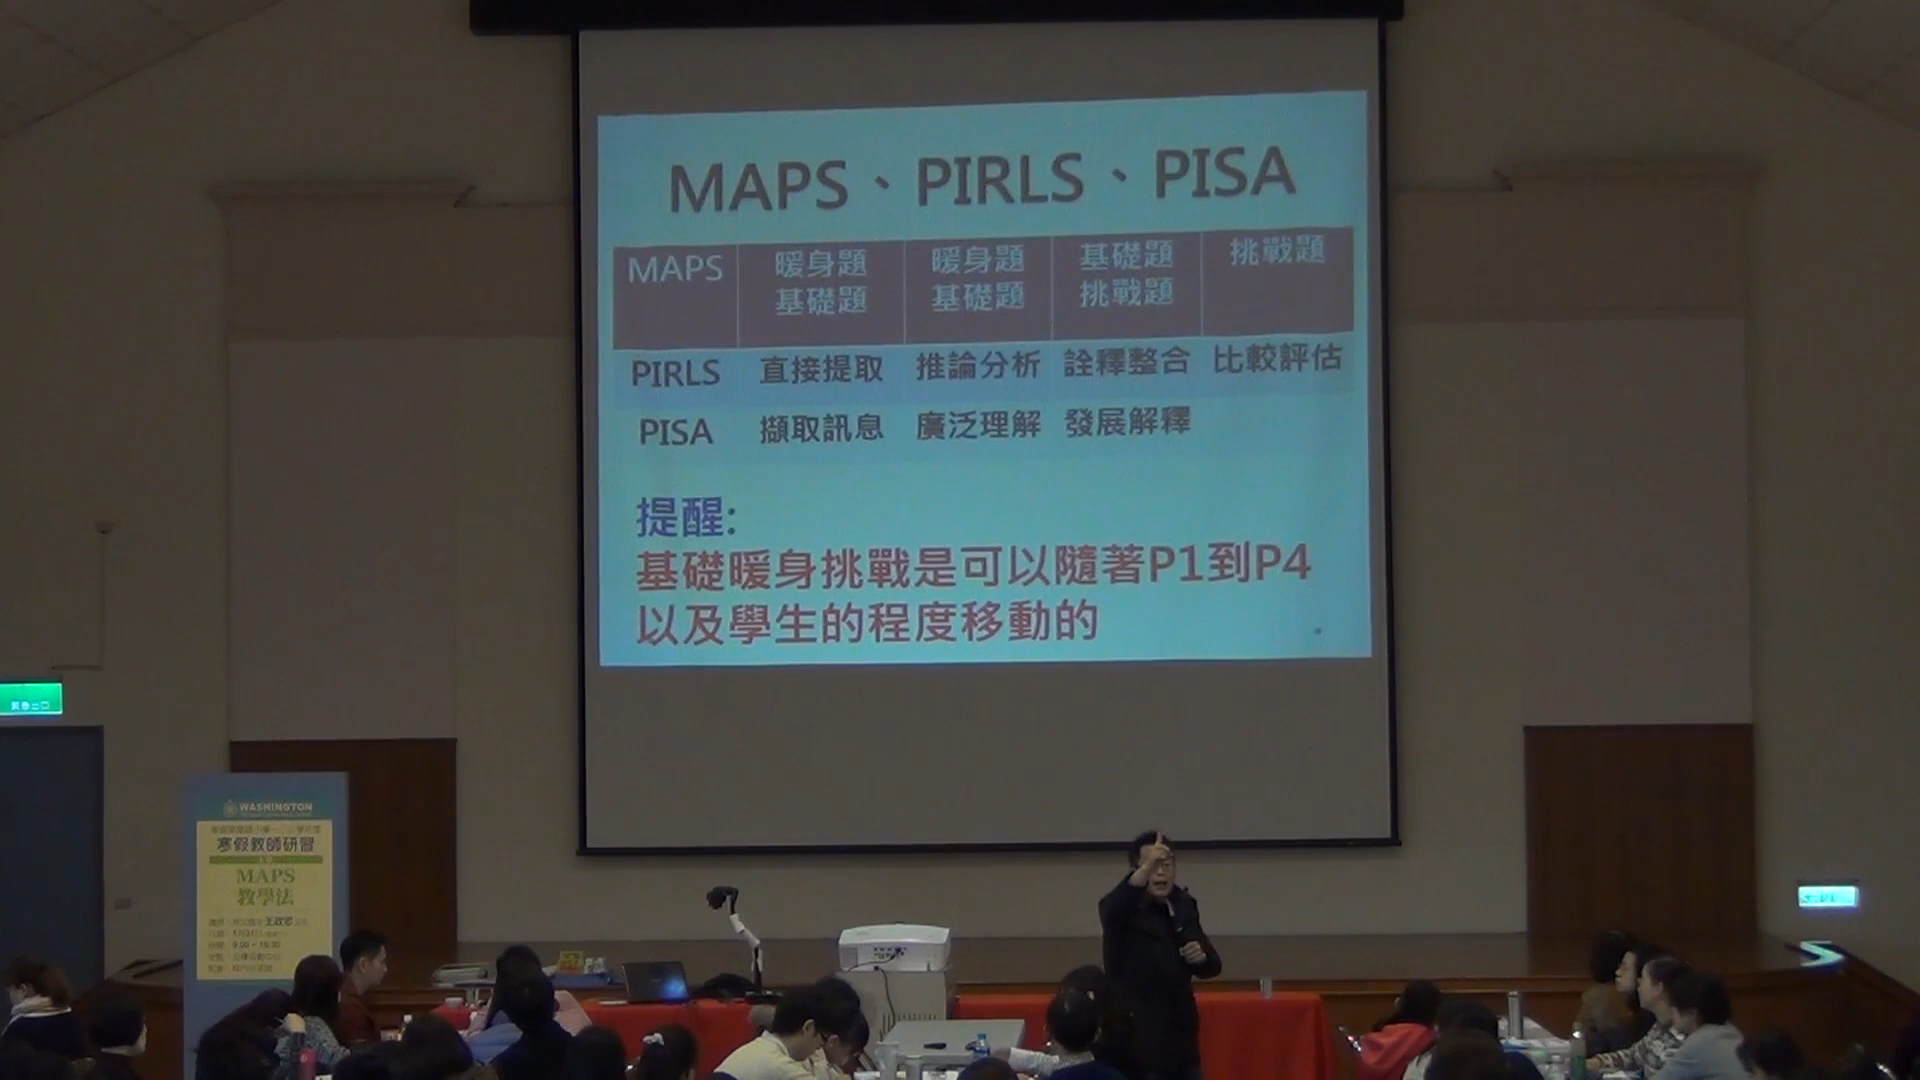 MAPS、PIRLS、PISA
MAPS 暖身題 暖身題 基礎題 挑戰題
基礎題 基礎題 挑戰題
PIRLS 直接提取 推論分析 詮釋整合 比較評估
PISA 擷取訊息 廣泛理解 發展解釋
提醒:
基礎暖身挑戰是可以隨著P1到P4
以及學生的程度移動的
WASHINGTON
寒假教師研習
MAPS
教學法